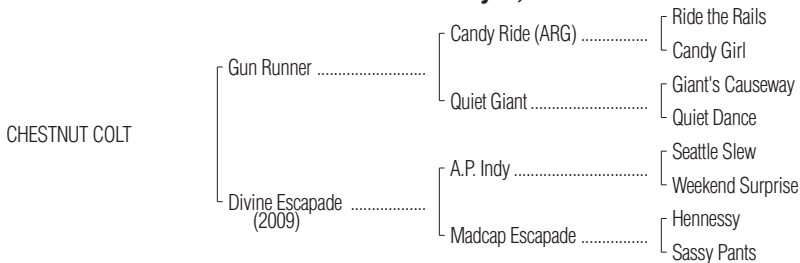 Ride the Rails
Candy Ride (ARG) ................
Candy Girl
Gun Runner ..........................
Giant's Causeway
Quiet Giant ............................
Quiet Dance
CHESTNUT COLT
Seattle Slew
A.P. Indy ................................
Weekend Surprise
Divine Escapade ..................
(2009)
Hennessy
Madcap Escapade ................
Sassy Pants